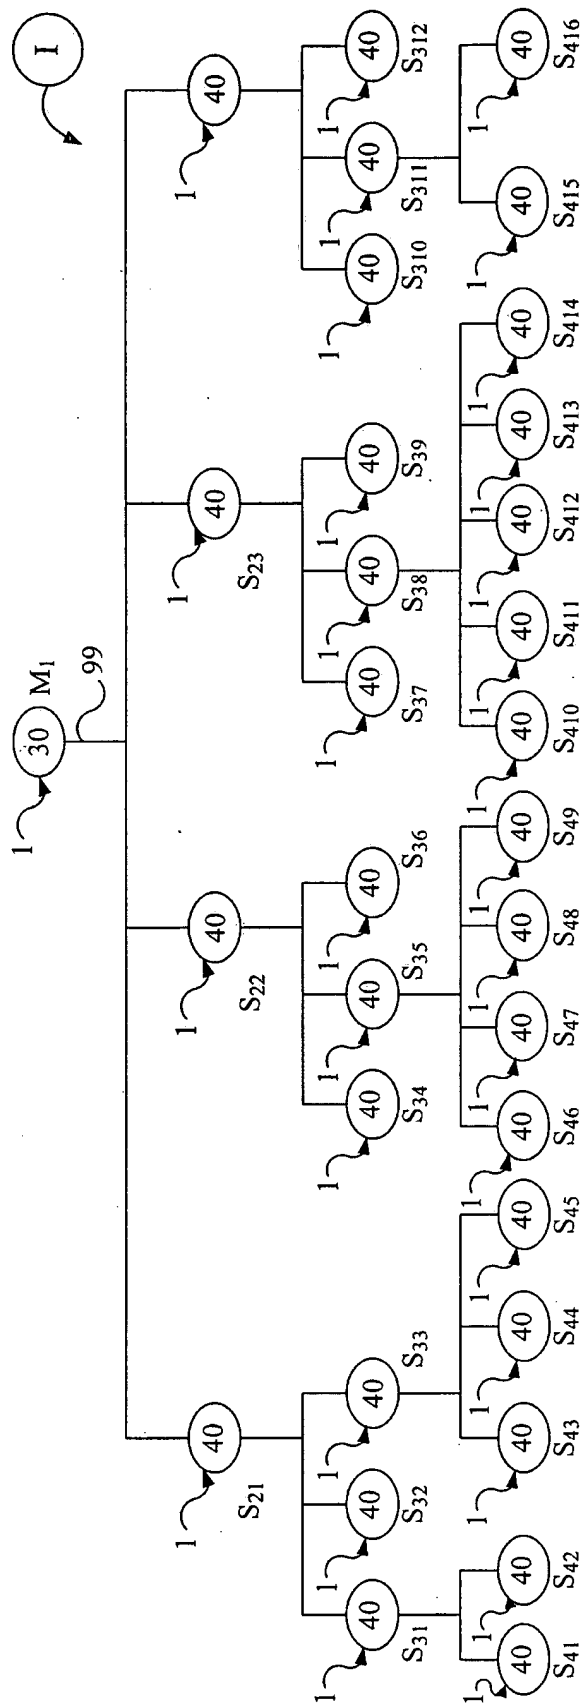 1 30 M₁ I
99
1 1 1 1
40 40 40 40
S₂₁ S₂₂ S₂₃
1 1 1 1 1 1 1 1 1 1 1 1
40 40 40 40 40 40 40 40 40 40 40 40
S₃₁ S₃₂ S₃₃ S₃₄ S₃₅ S₃₆ S₃₇ S₃₈ S₃₉ S₃₁₀ S₃₁₁ S₃₁₂
1 1 1 1 1 1 1 1 1 1 1 1 1 1 1 1
40 40 40 40 40 40 40 40 40 40 40 40 40 40 40 40
S₄₁ S₄₂ S₄₃ S₄₄ S₄₅ S₄₆ S₄₇ S₄₈ S₄₉ S₄₁₀ S₄₁₁ S₄₁₂ S₄₁₃ S₄₁₄ S₄₁₅ S₄₁₆